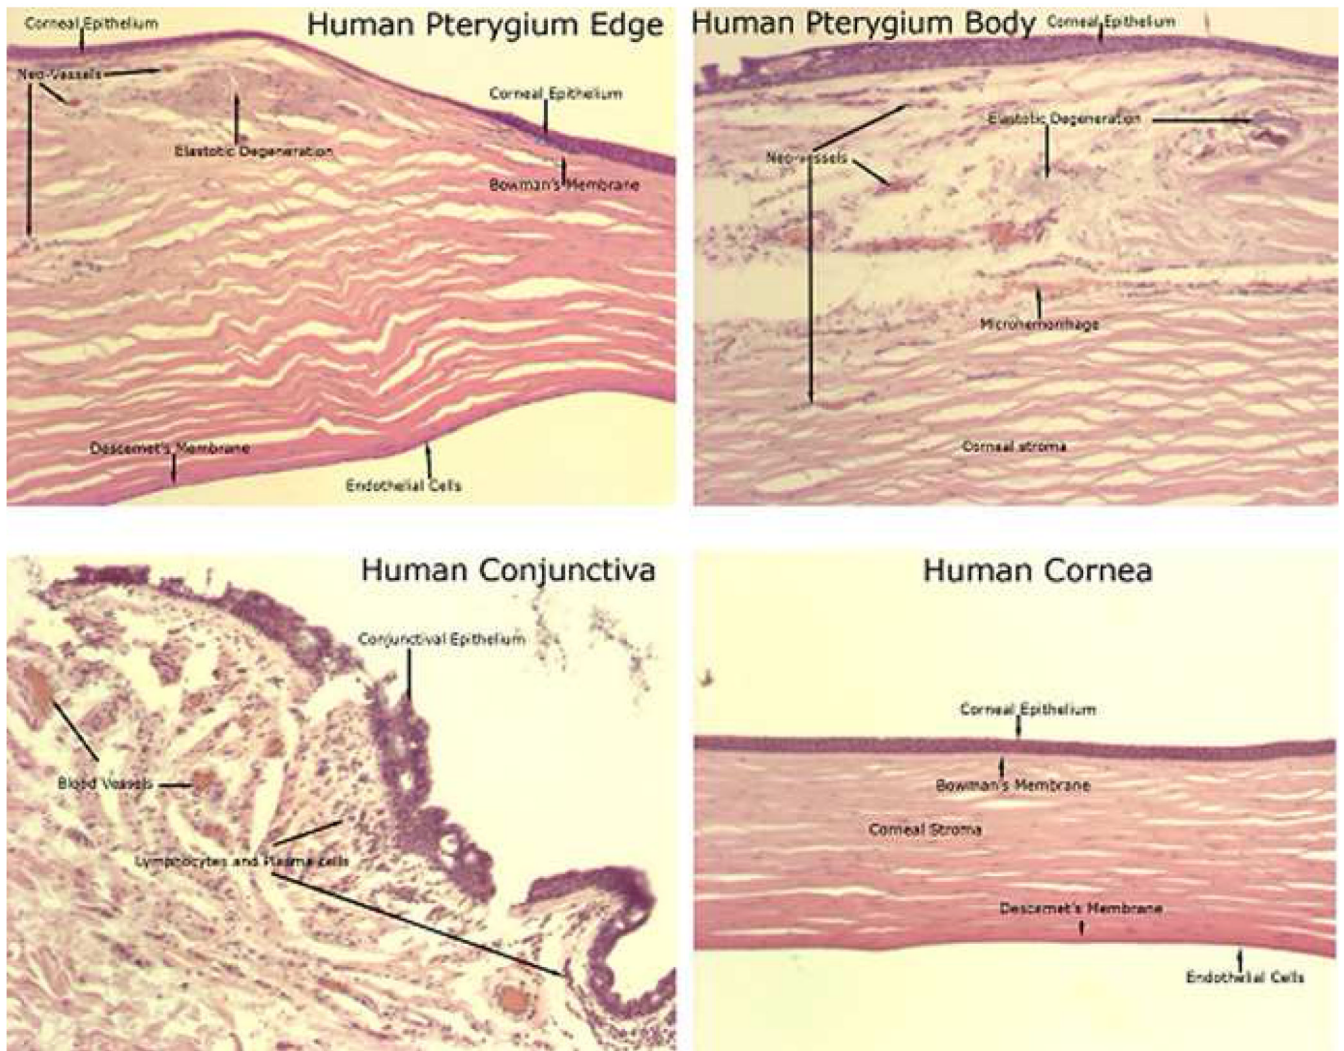 Human Pterygium Edge
Corneal Epithelium
Neo-Vessels
Corneal Epithelium
Elastotic Degeneration
Bowman's Membrane
Descemet's Membrane
Endothelial Cells
Human Pterygium Body
Corneal Epithelium
Elastotic Degeneration
Neo-vessels
Microhemorrhage
Corneal stroma
Human Conjunctiva
Conjunctival Epithelium
Blood Vessels
Lymphocytes and Plasma cells
Human Cornea
Corneal Epithelium
Bowman's Membrane
Corneal Stroma
Descemet's Membrane
Endothelial Cells